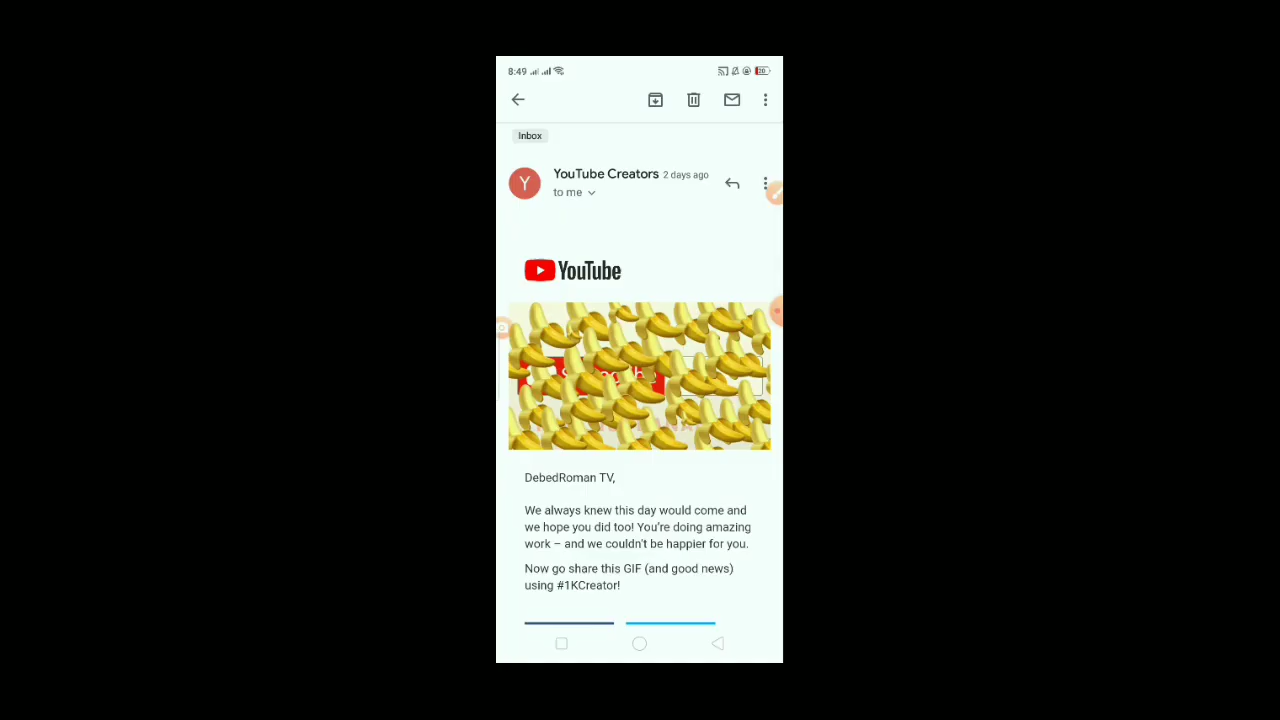 8:49
20
Inbox
Y
YouTube Creators 2 days ago
to me
YouTube
DebedRoman TV,
We always knew this day would come and
we hope you did too! You're doing amazing
work – and we couldn't be happier for you.
Now go share this GIF (and good news)
using #1KCreator!